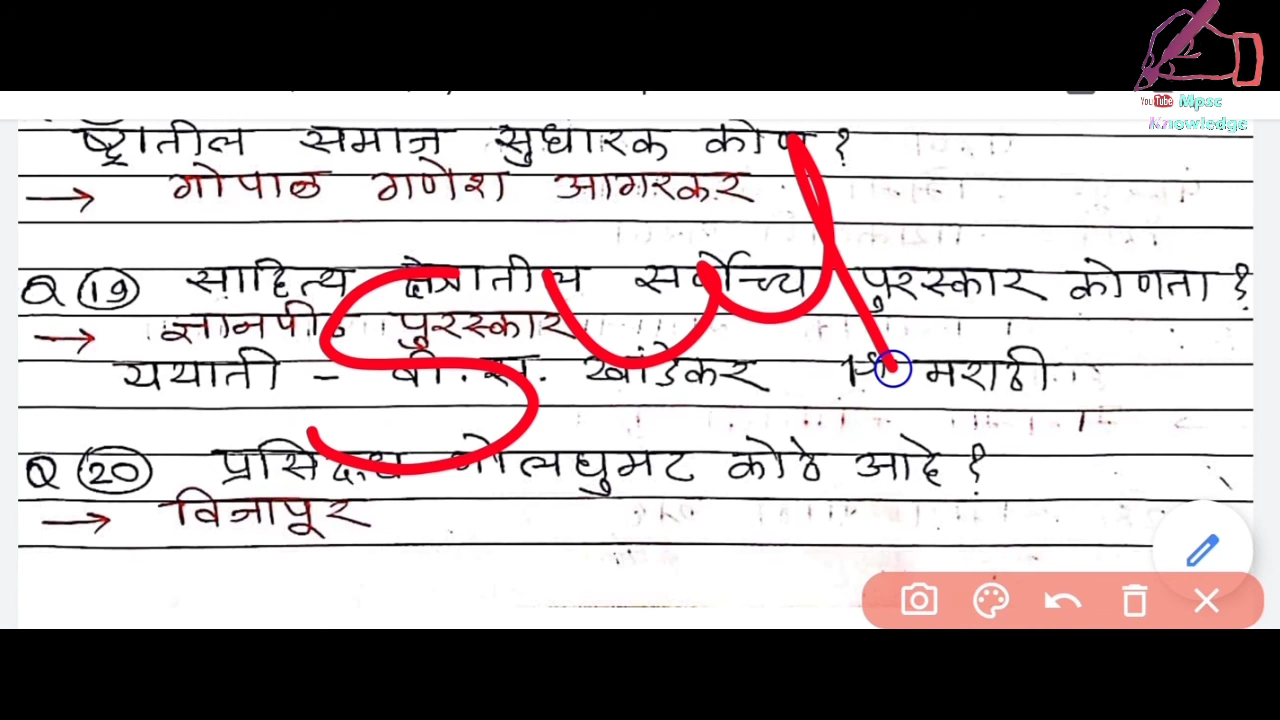 YouTube Mpsc
Knowledge
ष्ट्रातील समाज सुधारक कोण ?
→ गोपाळ गणेश आगरकर
Q 19 साहित्य क्षेत्रातील सर्वोच्च पुरस्कार कोणता ?
→ ज्ञानपीठ पुरस्कार
ययाती - वी. स. खांडेकर मराठी
Q 20 प्रसिद्ध गोलघुमट कोठे आहे ?
→ विजापूर